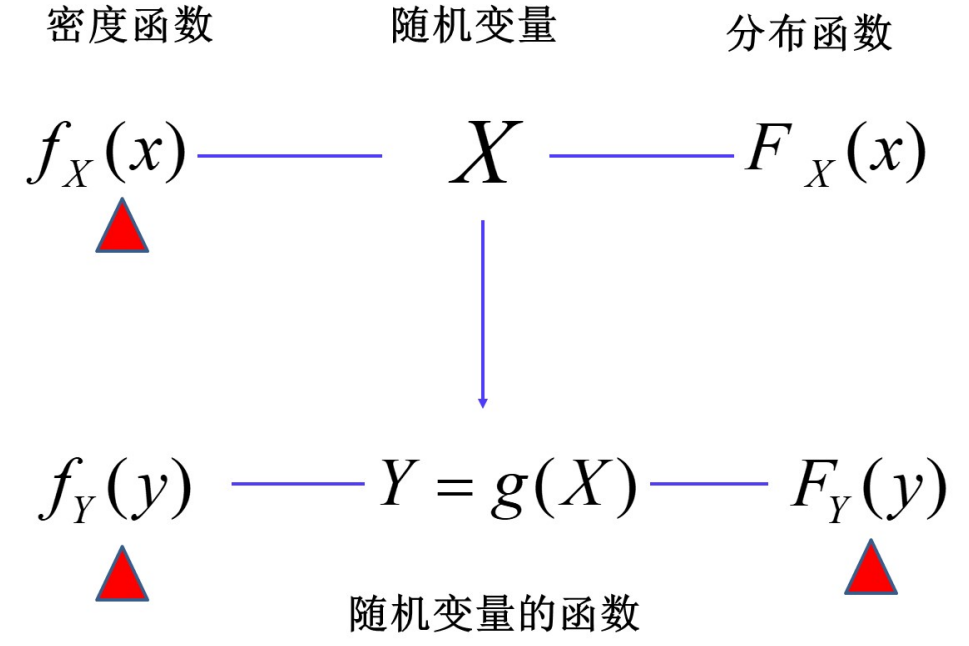 密度函数 随机变量 分布函数
f_X(x) X F_X(x)
f_Y(y) Y = g(X) F_Y(y)
随机变量的函数